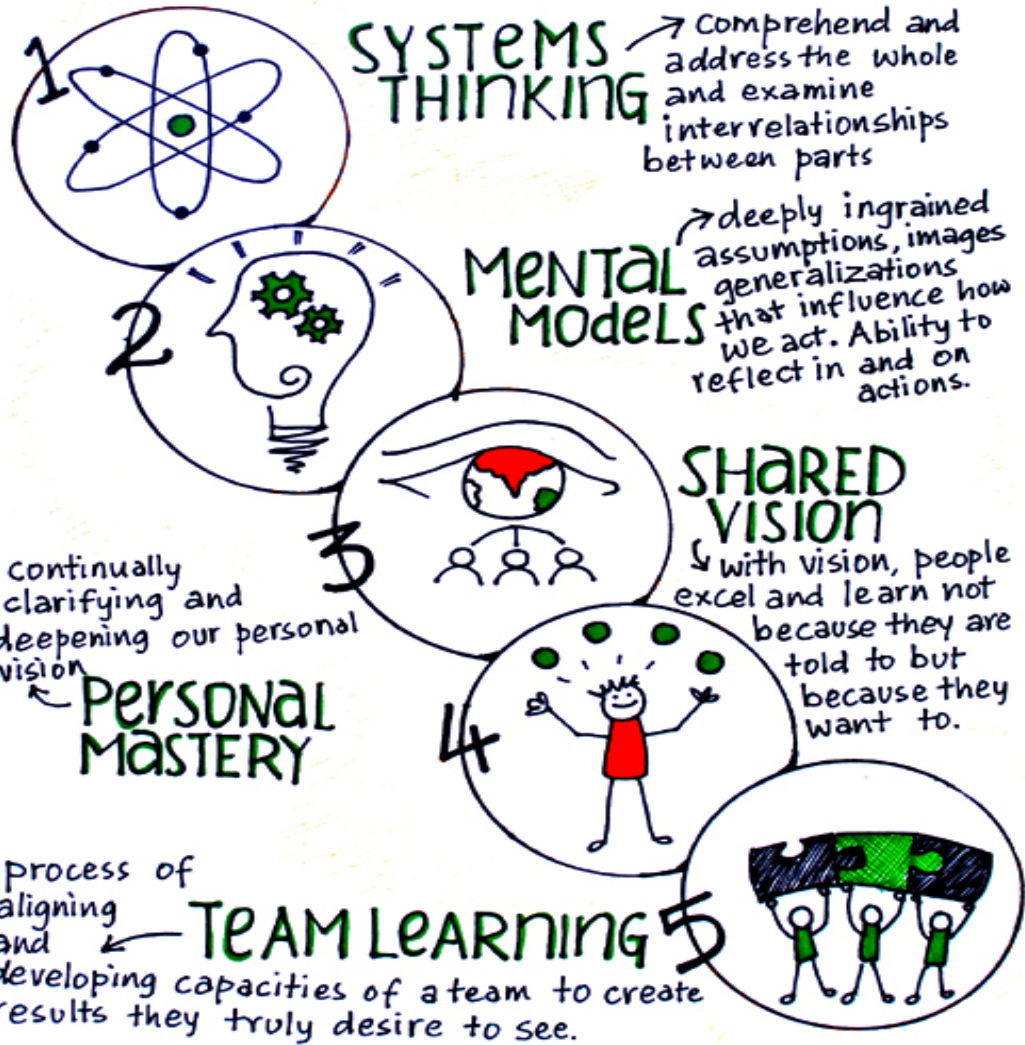 1
SYSTEMS
THINKING
comprehend and
address the whole
and examine
interrelationships
between parts
2
MENTAL
MODELS
deeply ingrained
assumptions, images
generalizations
that influence how
we act. Ability to
reflect in and on
actions.
3
SHARED
VISION
with vision, people
excel and learn not
because they are
told to but
because they
want to.
4
PERSONAL
MASTERY
continually
clarifying and
deepening our personal
vision
5
TEAM LEARNING
process of
aligning
and
developing capacities of a team to create
results they truly desire to see.